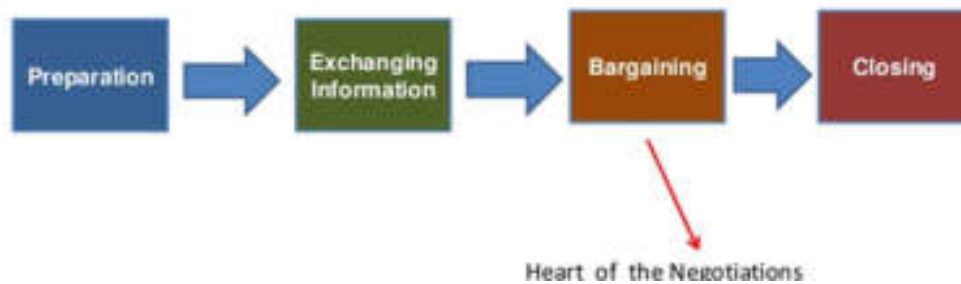 Preparation
Exchanging
Information
Bargaining
Closing
Heart of the Negotiations